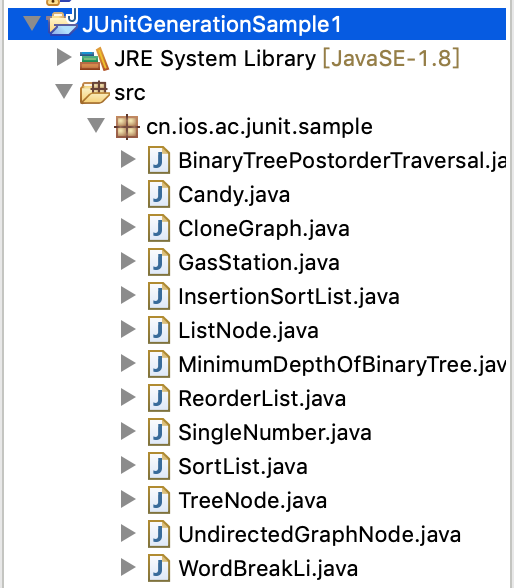 JUnitGenerationSample1
JRE System Library [JavaSE-1.8]
src
cn.ios.ac.junit.sample
BinaryTreePostorderTraversal.ja
Candy.java
CloneGraph.java
GasStation.java
InsertionSortList.java
ListNode.java
MinimumDepthOfBinaryTree.jav
ReorderList.java
SingleNumber.java
SortList.java
TreeNode.java
UndirectedGraphNode.java
WordBreakLi.java